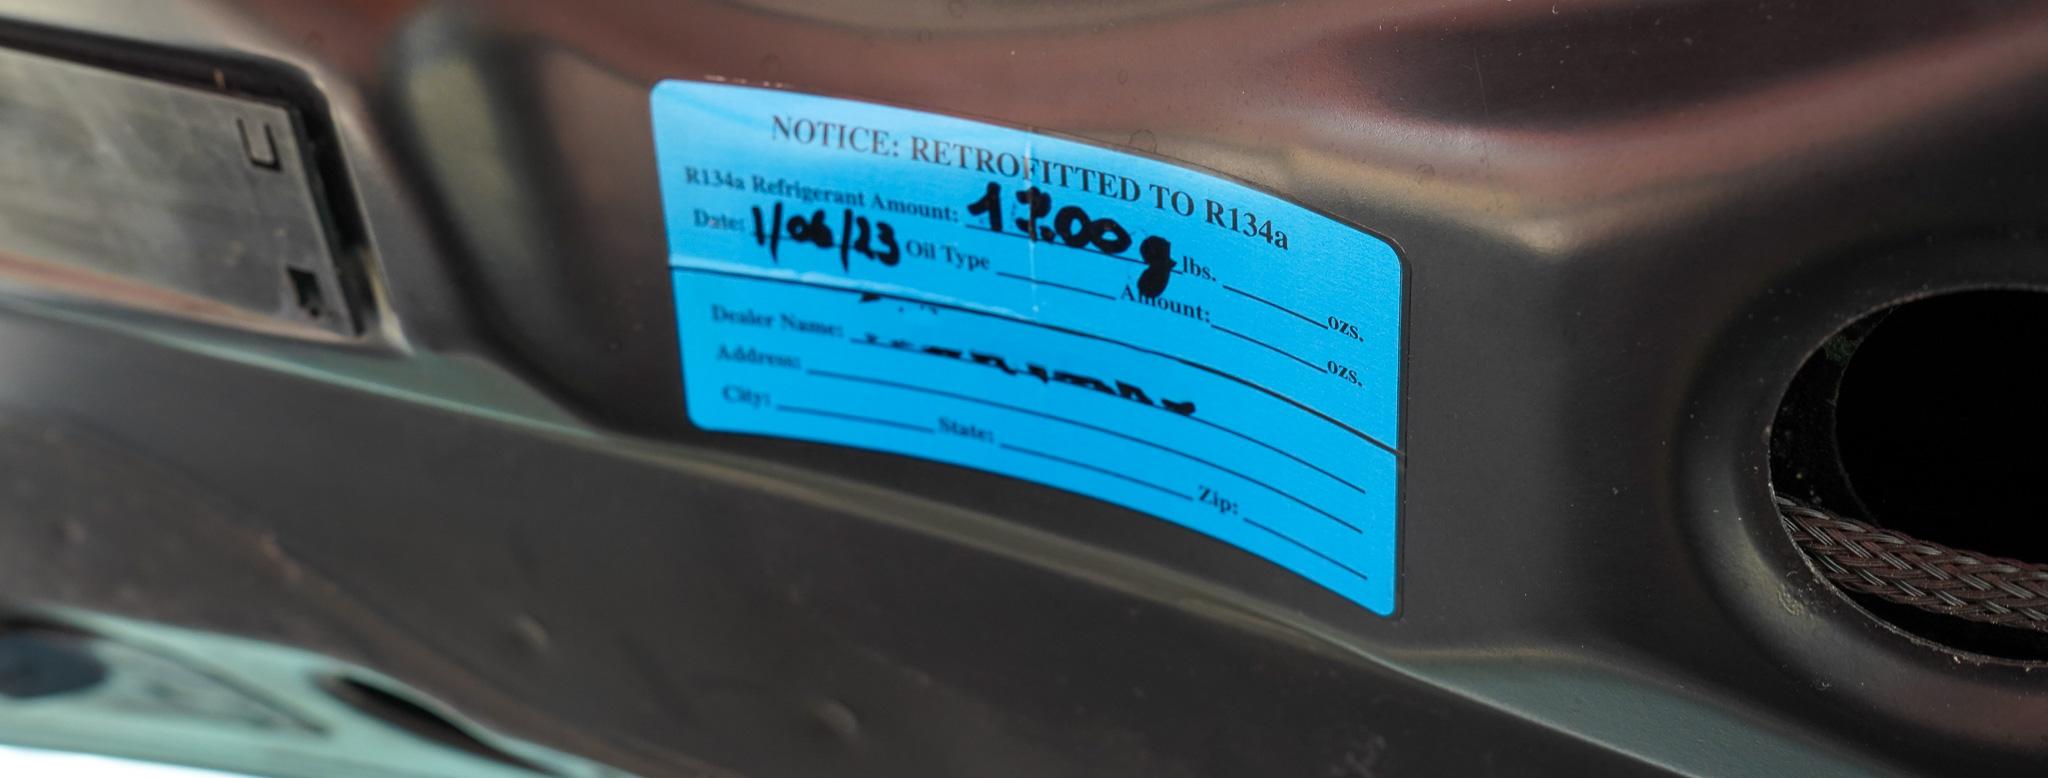 NOTICE: RETROFITTED TO R134a
R134a Refrigerant Amount: g lbs. ozs.
Date: 1/06/23 Oil Type Amount: ozs.
Dealer Name:
Address:
City: State: Zip: